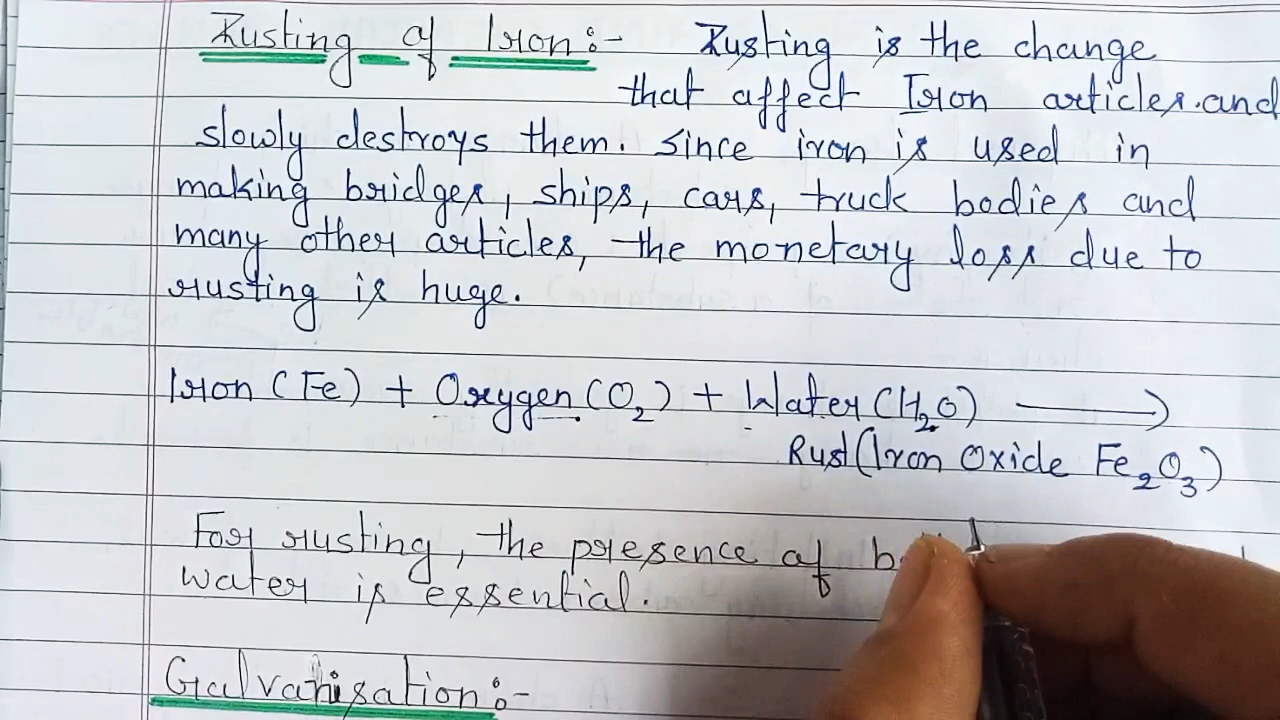 Rusting of Iron:- Rusting is the change
that affect Iron articles.and
slowly destroys them. Since iron is used in
making bridges, ships, cars, truck bodies and
many other articles, the monetary loss due to
rusting is huge.
Iron (Fe) + Oxygen (O₂) + Water (H₂O) ⟶
Rust (Iron Oxide Fe₂O₃)
For rusting, the presence of
water is essential.
Galvanisation:-